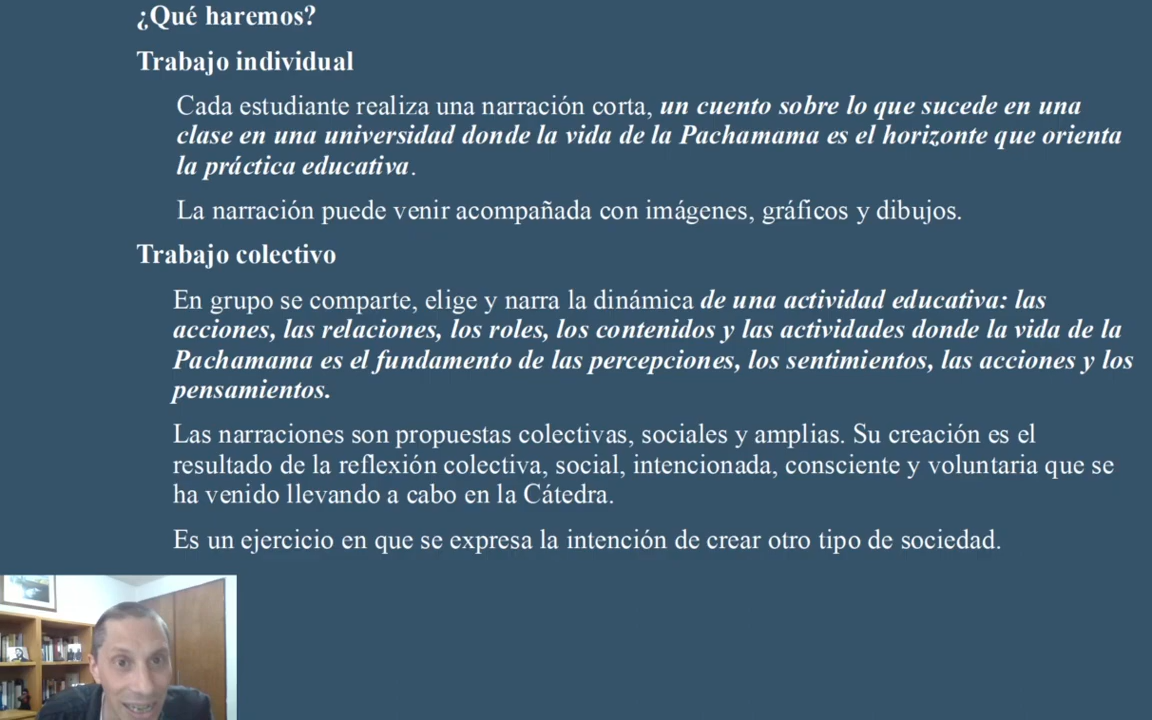 ¿Qué haremos?
Trabajo individual
Cada estudiante realiza una narración corta, un cuento sobre lo que sucede en una
clase en una universidad donde la vida de la Pachamama es el horizonte que orienta
la práctica educativa.
La narración puede venir acompañada con imágenes, gráficos y dibujos.
Trabajo colectivo
En grupo se comparte, elige y narra la dinámica de una actividad educativa: las
acciones, las relaciones, los roles, los contenidos y las actividades donde la vida de la
Pachamama es el fundamento de las percepciones, los sentimientos, las acciones y los
pensamientos.
Las narraciones son propuestas colectivas, sociales y amplias. Su creación es el
resultado de la reflexión colectiva, social, intencionada, consciente y voluntaria que se
ha venido llevando a cabo en la Cátedra.
Es un ejercicio en que se expresa la intención de crear otro tipo de sociedad.